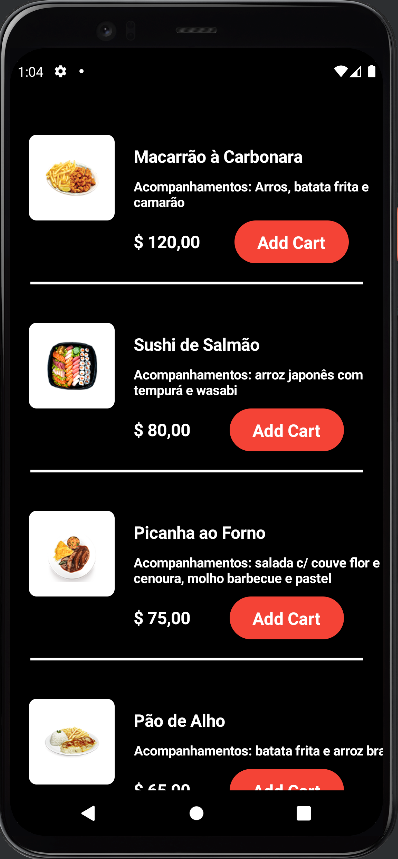 1:04
Macarrão à Carbonara
Acompanhamentos: Arros, batata frita e
camarão
$ 120,00
Add Cart
Sushi de Salmão
Acompanhamentos: arroz japonês com
tempurá e wasabi
$ 80,00
Add Cart
Picanha ao Forno
Acompanhamentos: salada c/ couve flor e
cenoura, molho barbecue e pastel
$ 75,00
Add Cart
Pão de Alho
Acompanhamentos: batata frita e arroz bra
$ 65,00
Add Cart